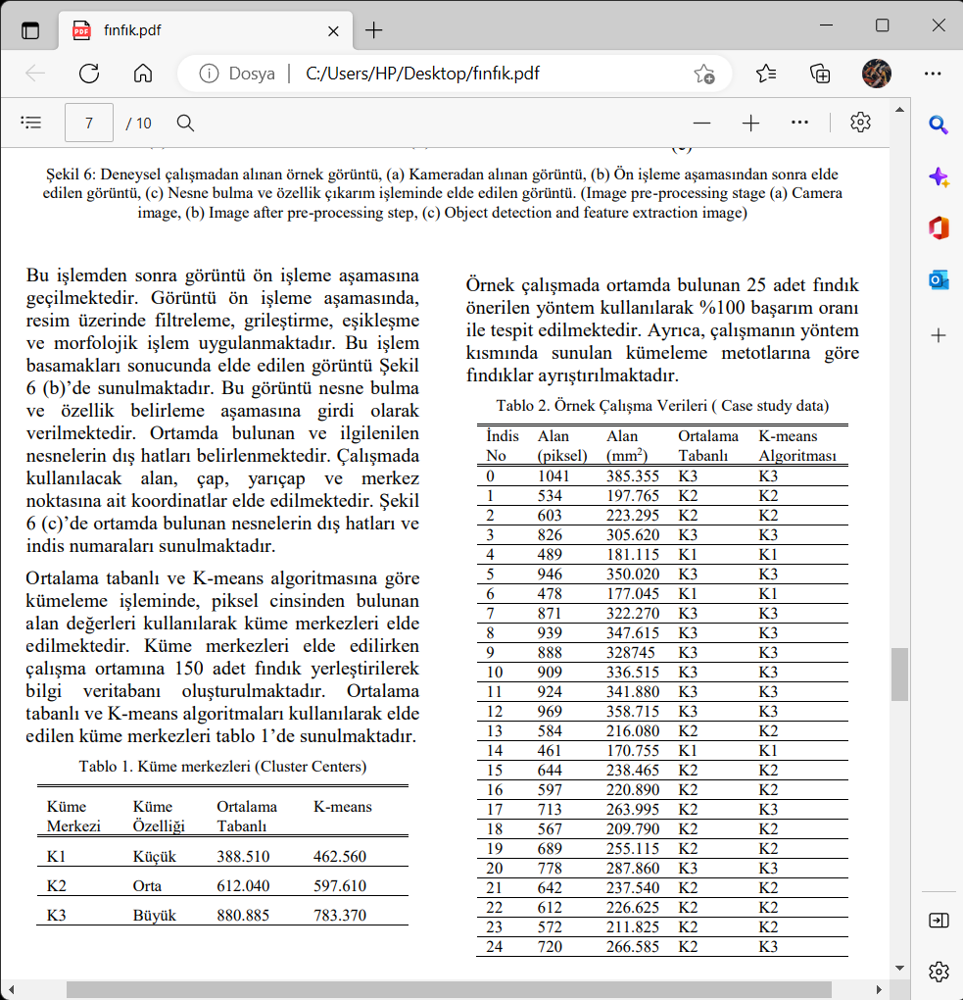 fınfık.pdf
Dosya | C:/Users/HP/Desktop/fınfık.pdf
7 / 10
Şekil 6: Deneysel çalışmadan alınan örnek görüntü, (a) Kameradan alınan görüntü, (b) Ön işleme aşamasından sonra elde
edilen görüntü, (c) Nesne bulma ve özellik çıkarım işleminde elde edilen görüntü. (Image pre-processing stage (a) Camera
image, (b) Image after pre-processing step, (c) Object detection and feature extraction image)
Bu işlemden sonra görüntü ön işleme aşamasına
geçilmektedir. Görüntü ön işleme aşamasında,
resim üzerinde filtreleme, grileştirme, eşikleşme
ve morfolojik işlem uygulanmaktadır. Bu işlem
basamakları sonucunda elde edilen görüntü Şekil
6 (b)’de sunulmaktadır. Bu görüntü nesne bulma
ve özellik belirleme aşamasına girdi olarak
verilmektedir. Ortamda bulunan ve ilgilenilen
nesnelerin dış hatları belirlenmektedir. Çalışmada
kullanılacak alan, çap, yarıçap ve merkez
noktasına ait koordinatlar elde edilmektedir. Şekil
6 (c)’de ortamda bulunan nesnelerin dış hatları ve
indis numaraları sunulmaktadır.
Ortalama tabanlı ve K-means algoritmasına göre
kümeleme işleminde, piksel cinsinden bulunan
alan değerleri kullanılarak küme merkezleri elde
edilmektedir. Küme merkezleri elde edilirken
çalışma ortamına 150 adet fındık yerleştirilerek
bilgi veritabanı oluşturulmaktadır. Ortalama
tabanlı ve K-means algoritmaları kullanılarak elde
edilen küme merkezleri tablo 1’de sunulmaktadır.
Tablo 1. Küme merkezleri (Cluster Centers)
Küme Küme Ortalama K-means
Merkezi Özelliği Tabanlı
K1 Küçük 388.510 462.560
K2 Orta 612.040 597.610
K3 Büyük 880.885 783.370
Örnek çalışmada ortamda bulunan 25 adet fındık
önerilen yöntem kullanılarak %100 başarım oranı
ile tespit edilmektedir. Ayrıca, çalışmanın yöntem
kısmında sunulan kümeleme metotlarına göre
fındıklar ayrıştırılmaktadır.
Tablo 2. Örnek Çalışma Verileri ( Case study data)
İndis Alan Alan Ortalama K-means
No (piksel) (mm²) Tabanlı Algoritması
0 1041 385.355 K3 K3
1 534 197.765 K2 K2
2 603 223.295 K2 K2
3 826 305.620 K3 K3
4 489 181.115 K1 K1
5 946 350.020 K3 K3
6 478 177.045 K1 K1
7 871 322.270 K3 K3
8 939 347.615 K3 K3
9 888 328745 K3 K3
10 909 336.515 K3 K3
11 924 341.880 K3 K3
12 969 358.715 K3 K3
13 584 216.080 K2 K2
14 461 170.755 K1 K1
15 644 238.465 K2 K2
16 597 220.890 K2 K2
17 713 263.995 K2 K3
18 567 209.790 K2 K2
19 689 255.115 K2 K2
20 778 287.860 K3 K3
21 642 237.540 K2 K2
22 612 226.625 K2 K2
23 572 211.825 K2 K2
24 720 266.585 K2 K3